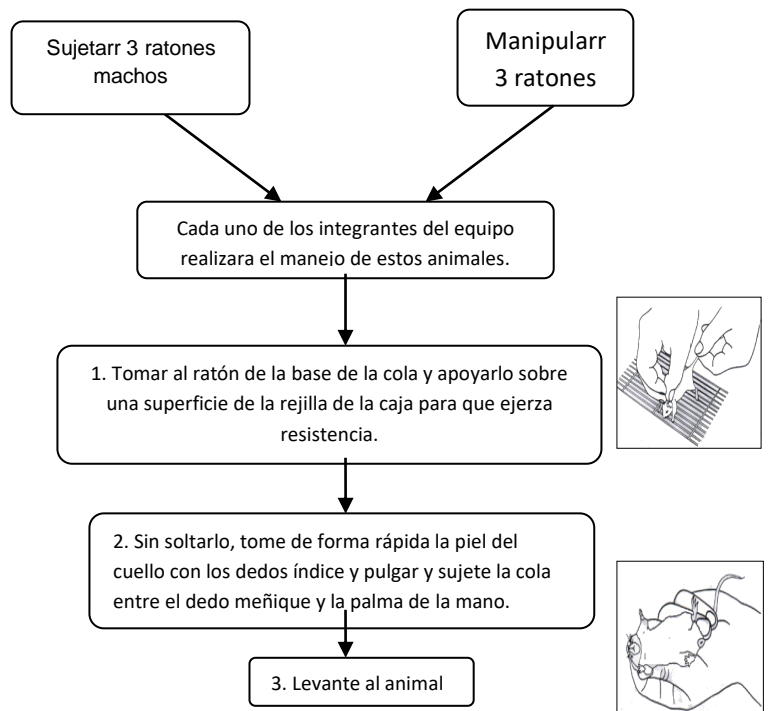 Sujetarr 3 ratones
machos
Manipularr
3 ratones
Cada uno de los integrantes del equipo
realizara el manejo de estos animales.
1. Tomar al ratón de la base de la cola y apoyarlo sobre
una superficie de la rejilla de la caja para que ejerza
resistencia.
2. Sin soltarlo, tome de forma rápida la piel del
cuello con los dedos índice y pulgar y sujete la cola
entre el dedo meñique y la palma de la mano.
3. Levante al animal